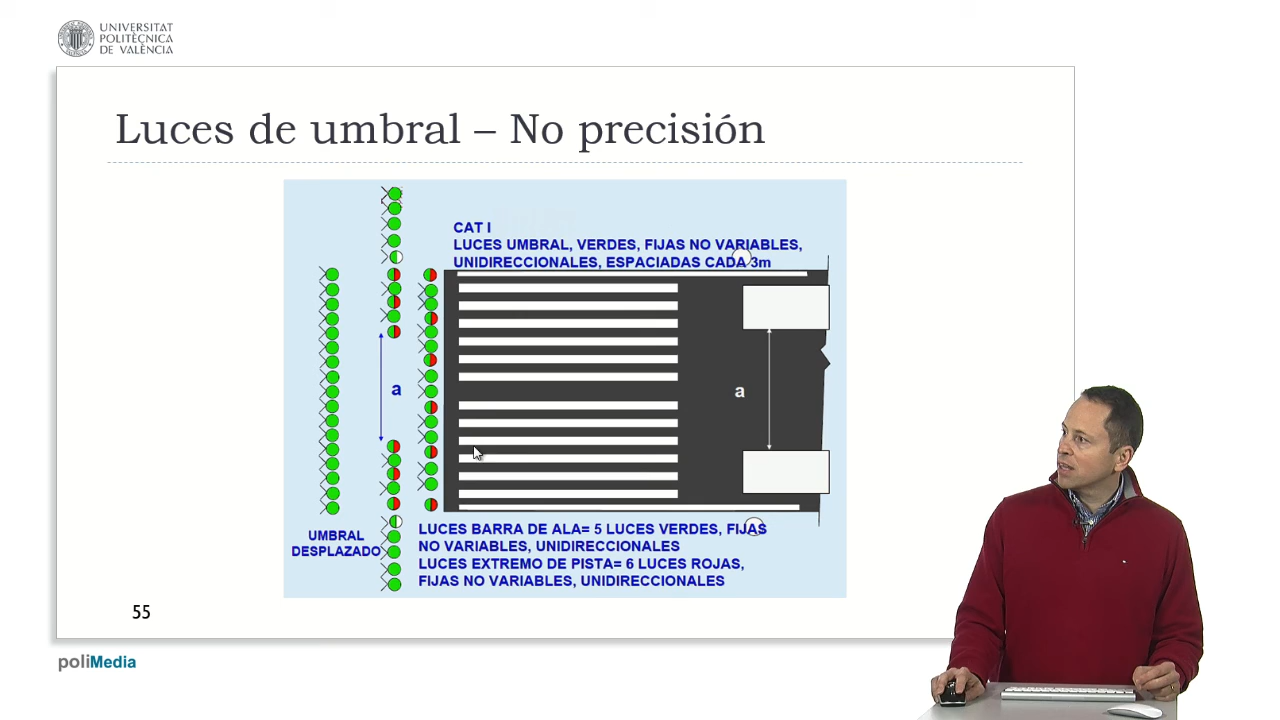 UNIVERSITAT
POLITÈCNICA
DE VALÈNCIA
Luces de umbral – No precisión
CAT I
LUCES UMBRAL, VERDES, FIJAS NO VARIABLES,
UNIDIRECCIONALES, ESPACIADAS CADA 3m
a
a
UMBRAL
DESPLAZADO
LUCES BARRA DE ALA= 5 LUCES VERDES, FIJAS
NO VARIABLES, UNIDIRECCIONALES
LUCES EXTREMO DE PISTA= 6 LUCES ROJAS,
FIJAS NO VARIABLES, UNIDIRECCIONALES
55
poliMedia